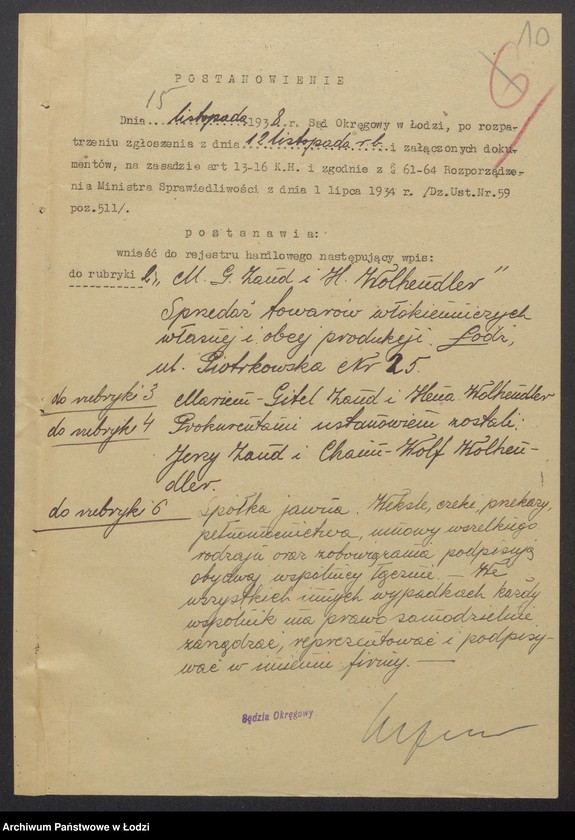 10
6
POSTANOWIENIE
15
Dnia listopada 1938.r. Sąd Okręgowy w Łodzi, po rozpa-
trzeniu zgłoszenia z dnia 12 listopada r.b. i załączonych doku-
mentów, na zasadzie art 13-16 K.H. i zgodnie z § 61-64 Rozporządze-
nia Ministra Sprawiedliwości z dnia 1 lipca 1934 r. /Dz.Ust.Nr.59
poz.511/.
postanawia:
wnieść do rejestru handlowego następujący wpis:
do rubryki 2 „M. G. Zand i H. Wolhendler"
Sprzedaż towarów włókienniczych
własnej i obcej produkcji. Łódź,
ul. Piotrkowska Nr 25.
do rubryki 3 Mariem-Gitel Zand i Hena Wolhendler
do rubryki 4 Prokurentami ustanowieni zostali:
Jerzy Zand i Chaim-Wolf Wolhen-
dler.
do rubryki 6 Spółka jawna. Weksle, czeki, przekazy,
pełnomocnictwa, umowy wszelkiego
rodzaju oraz zobowiązania podpisują
obydwaj wspólnicy łącznie. — We
wszystkich innych wypadkach każdy
wspólnik ma prawo samodzielnie
zarządzać, reprezentować i podpisy-
wać w imieniu firmy. —
Sędzia Okręgowy
Archiwum Państwowe w Łodzi